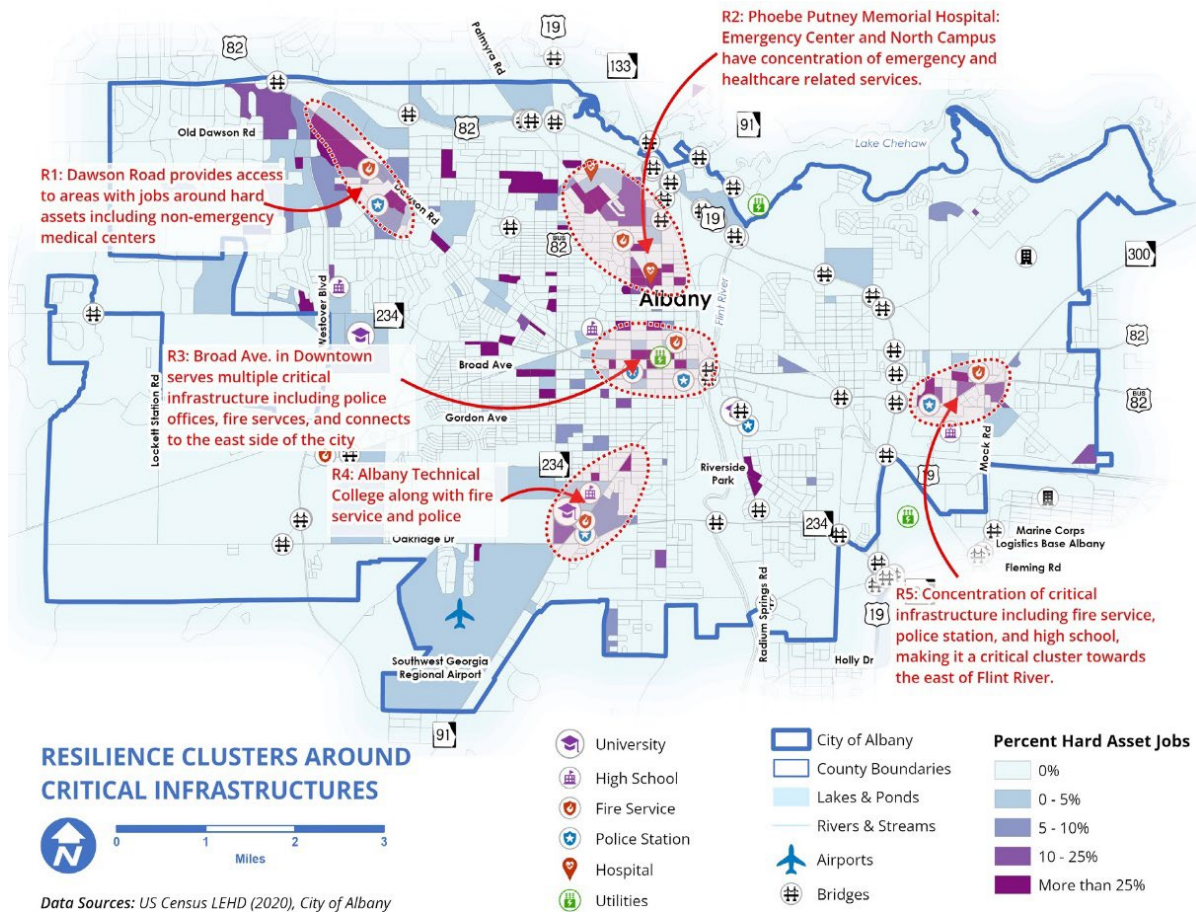 R2: Phoebe Putney Memorial Hospital:
Emergency Center and North Campus
have concentration of emergency and
healthcare related services.
82
19
Palmyra Rd
133
Old Dawson Rd
82
91
Lake Chehaw
R1: Dawson Road provides access
to areas with jobs around hard
assets including non-emergency
medical centers
Dawson Rd
19
BUS
82
300
Albany
Flint River
Westover Blvd
234
82
R3: Broad Ave. in Downtown
serves multiple critical
infrastructure including police
offices, fire servces, and connects
to the east side of the city
Broad Ave
Gordon Ave
BUS
82
Lockett Station Rd
Mock Rd
234
Riverside
Park
19
R4: Albany Technical
College along with fire
service and police
Oakridge Dr
234
Marine Corps
Logistics Base Albany
Fleming Rd
R5: Concentration of critical
infrastructure including fire service,
police station, and high school,
making it a critical cluster towards
the east of Flint River.
19
Radium Springs Rd
Holly Dr
Southwest Georgia
Regional Airport
91
RESILIENCE CLUSTERS AROUND
CRITICAL INFRASTRUCTURES
N
0 1 2 3
Miles
Data Sources: US Census LEHD (2020), City of Albany
University
High School
Fire Service
Police Station
Hospital
Utilities
City of Albany
County Boundaries
Lakes & Ponds
Rivers & Streams
Airports
Bridges
Percent Hard Asset Jobs
0%
0 - 5%
5 - 10%
10 - 25%
More than 25%